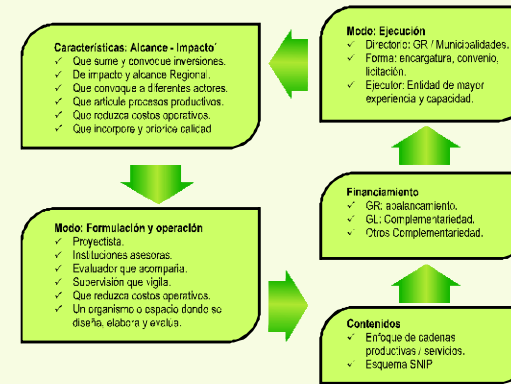 Características: Alcance - Impacto´
✓ Que sume y convoque inversiones.
✓ De impacto y alcance Regional.
✓ Que convoque a diferentes actores.
✓ Que articule procesos productivos.
✓ Que reduzca costos operativos.
✓ Que incorpore y priorice calidad
Modo: Formulación y operación
✓ Proyectista.
✓ Instituciones asesoras.
✓ Evaluador que acompaña.
✓ Supervisión que vigila.
✓ Que reduzca costos operativos.
✓ Un organismo o espacio donde se
diseña, elabora y evalúa.
Contenidos
✓ Enfoque de cadenas
productivas / servicios.
✓ Esquema SNIP
Financiamiento
✓ GR: apalancamiento.
✓ GL: Complementariedad.
✓ Otros Complementariedad.
Modo: Ejecución
✓ Directorio: GR / Municipalidades.
✓ Forma: encargatura, convenio,
licitación.
✓ Ejecutor: Entidad de mayor
experiencia y capacidad.